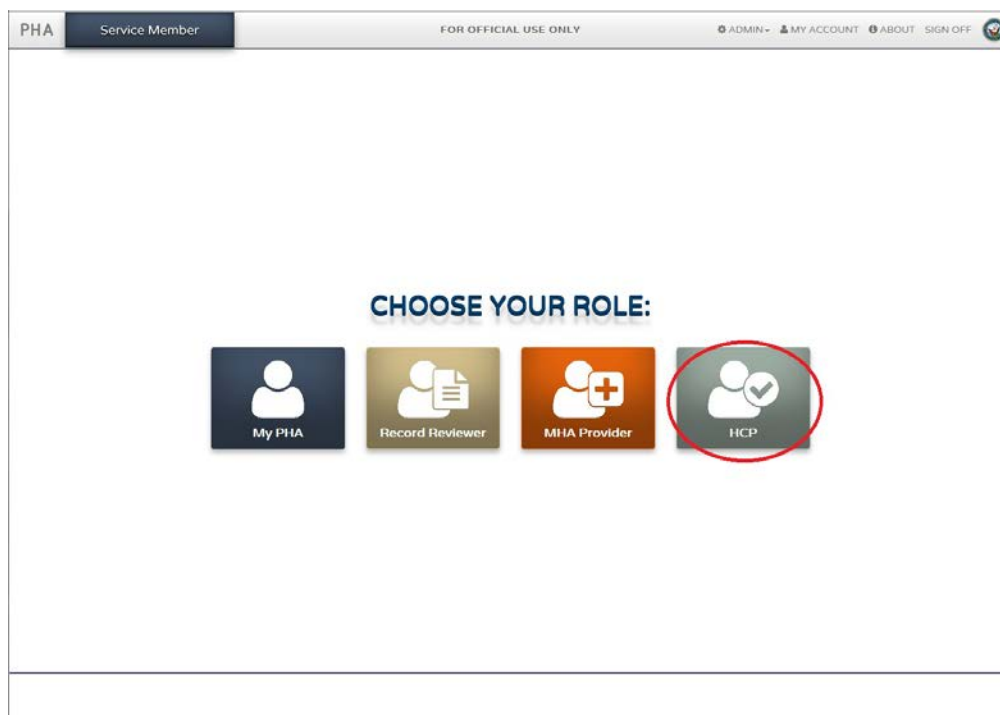 PHA Service Member FOR OFFICIAL USE ONLY ADMIN MY ACCOUNT ABOUT SIGN OFF
CHOOSE YOUR ROLE:
My PHA Record Reviewer MHA Provider HCP